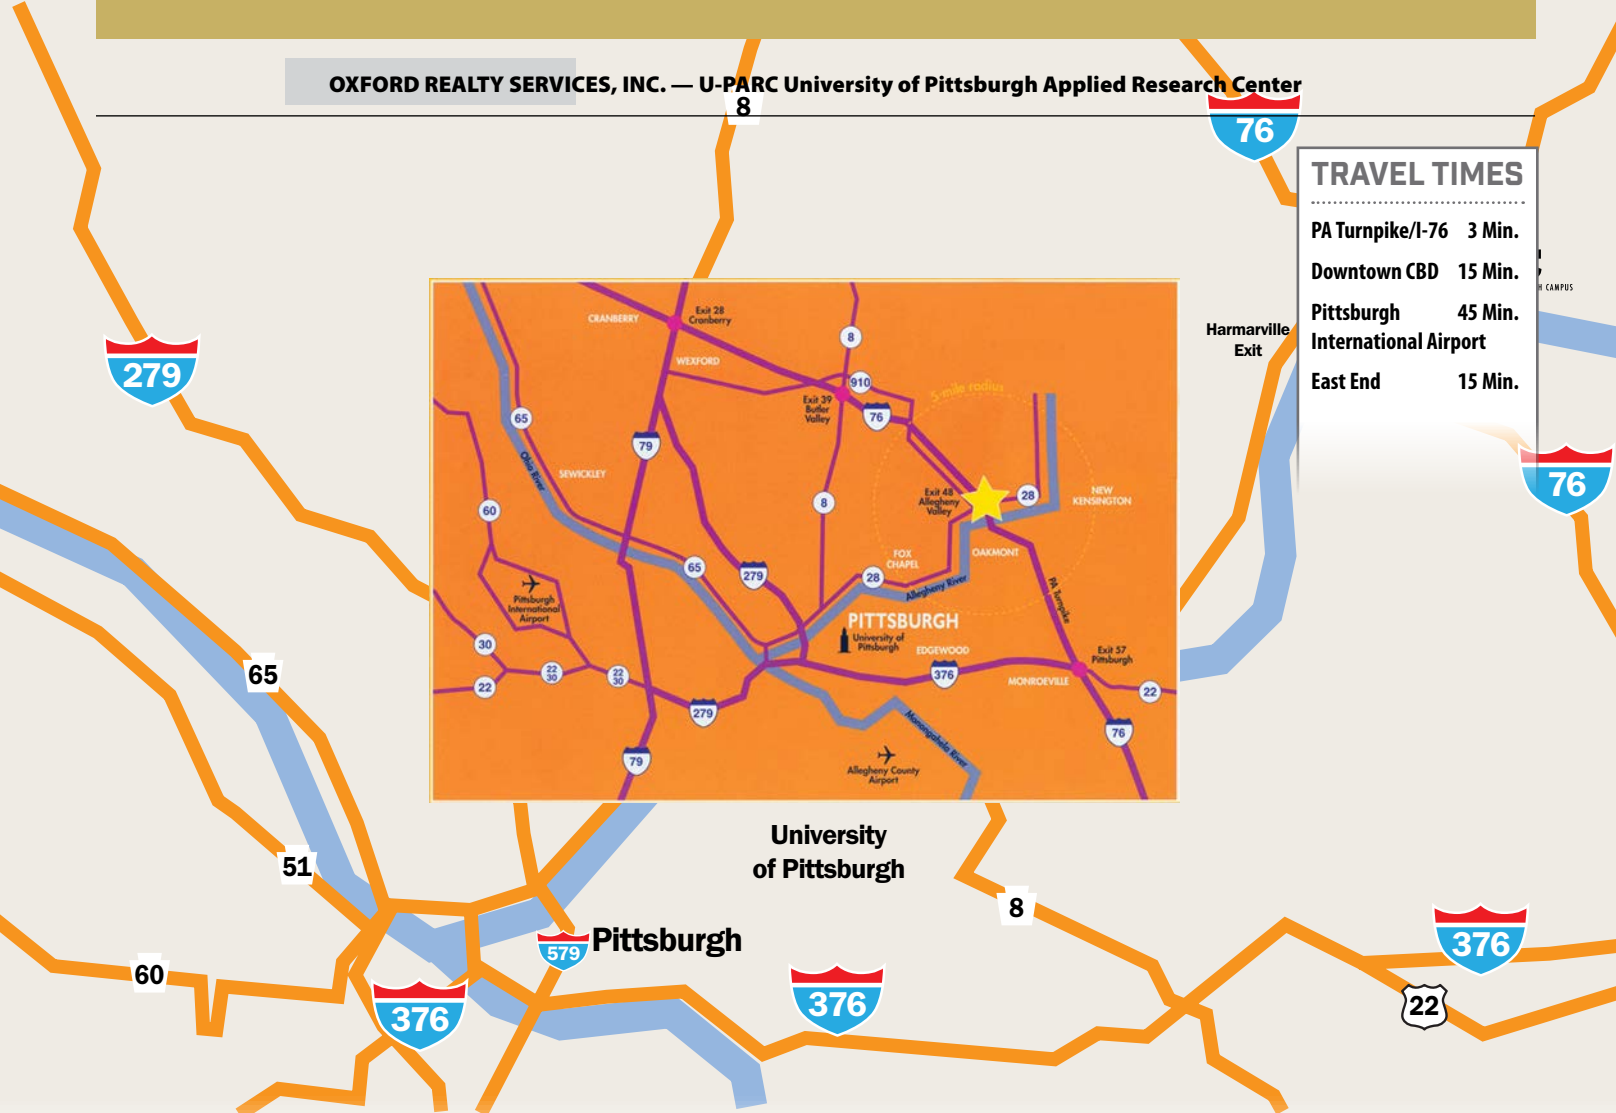 OXFORD REALTY SERVICES, INC. — U-PARC University of Pittsburgh Applied Research Center
8
76
TRAVEL TIMES
PA Turnpike/I-76 3 Min.
Downtown CBD 15 Min.
Pittsburgh 45 Min.
International Airport
East End 15 Min.
H CAMPUS
Harmarville
Exit
279
76
CRANBERRY
Exit 28
Cranberry
WEXFORD
8
910
Exit 39
Butler
Valley
76
5-mile radius
65
79
Ohio River
SEWICKLEY
60
8
Exit 48
Allegheny
Valley
28
NEW
KENSINGTON
OAKMONT
FOX
CHAPEL
65
279
28
Allegheny River
PA Turnpike
Pittsburgh
International
Airport
PITTSBURGH
University of
Pittsburgh
EDGEWOOD
30
22
22
30
22
30
376
Exit 57
Pittsburgh
MONROEVILLE
22
279
76
79
Monongahela River
Allegheny County
Airport
65
51
60
University
of Pittsburgh
8
579
Pittsburgh
376
376
376
22